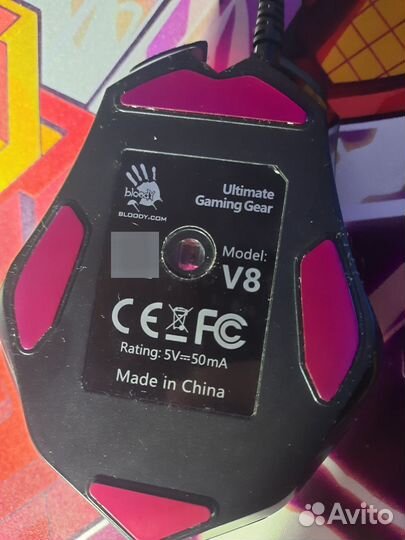 bloody
BLOODY.COM
Ultimate
Gaming Gear
Model:
V8
CE FC
Rating: 5V⎓50mA
Made in China
Avito